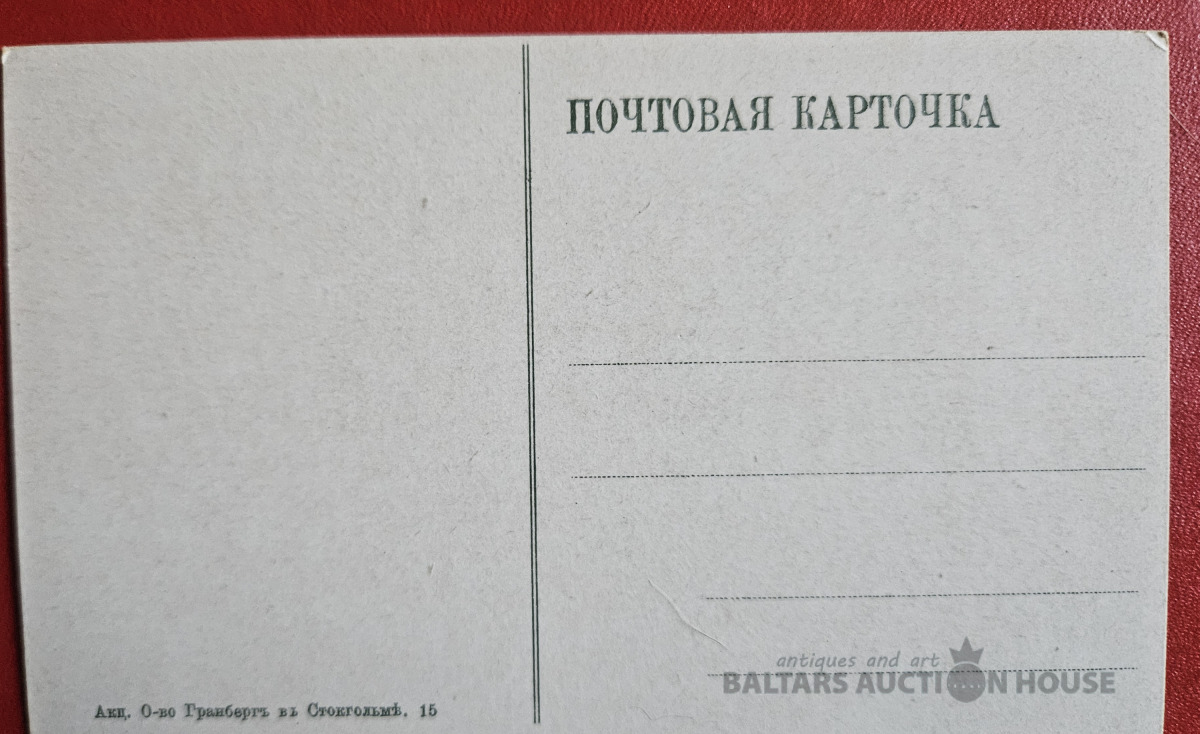 ПОЧТОВАЯ КАРТОЧКА
Акц. О-во Гранбергъ въ Стокгольмѣ. 15
antiques and art
BALTARS AUCTION HOUSE